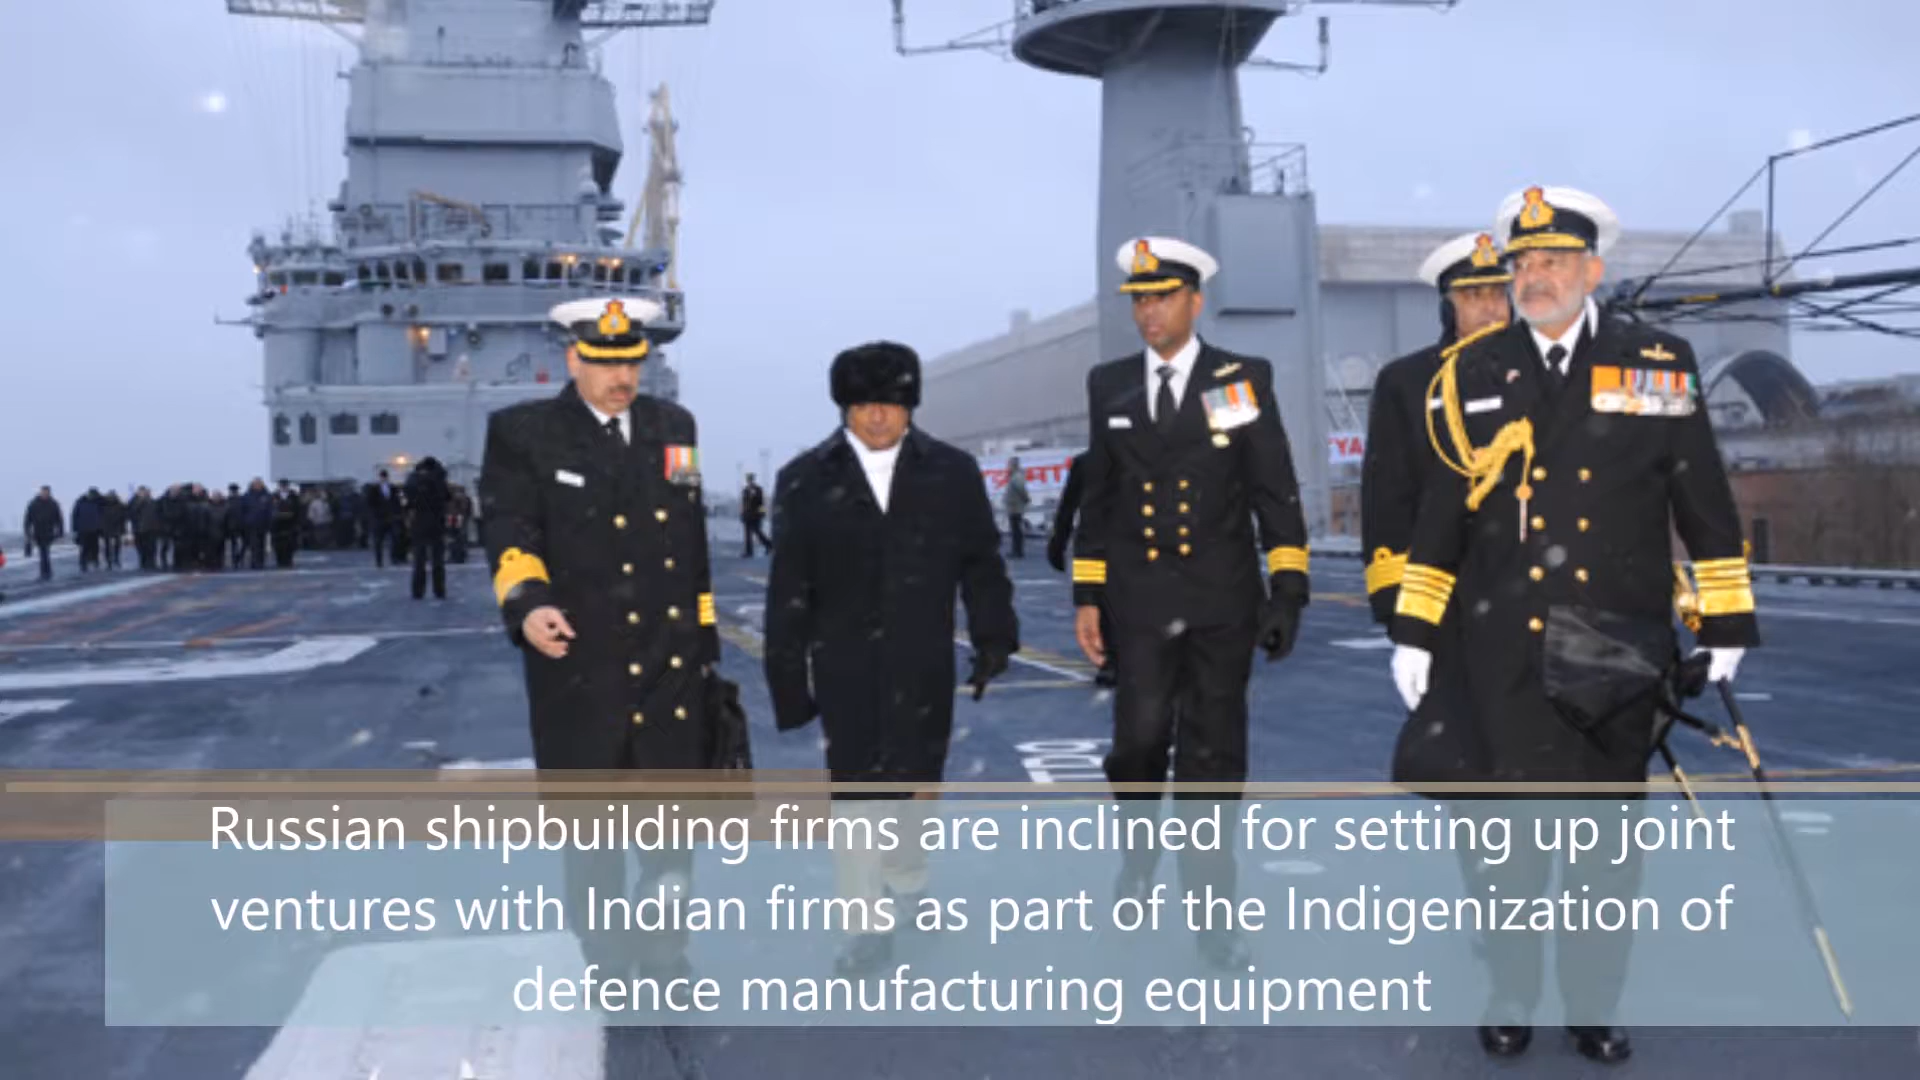 Russian shipbuilding firms are inclined for setting up joint
ventures with Indian firms as part of the Indigenization of
defence manufacturing equipment